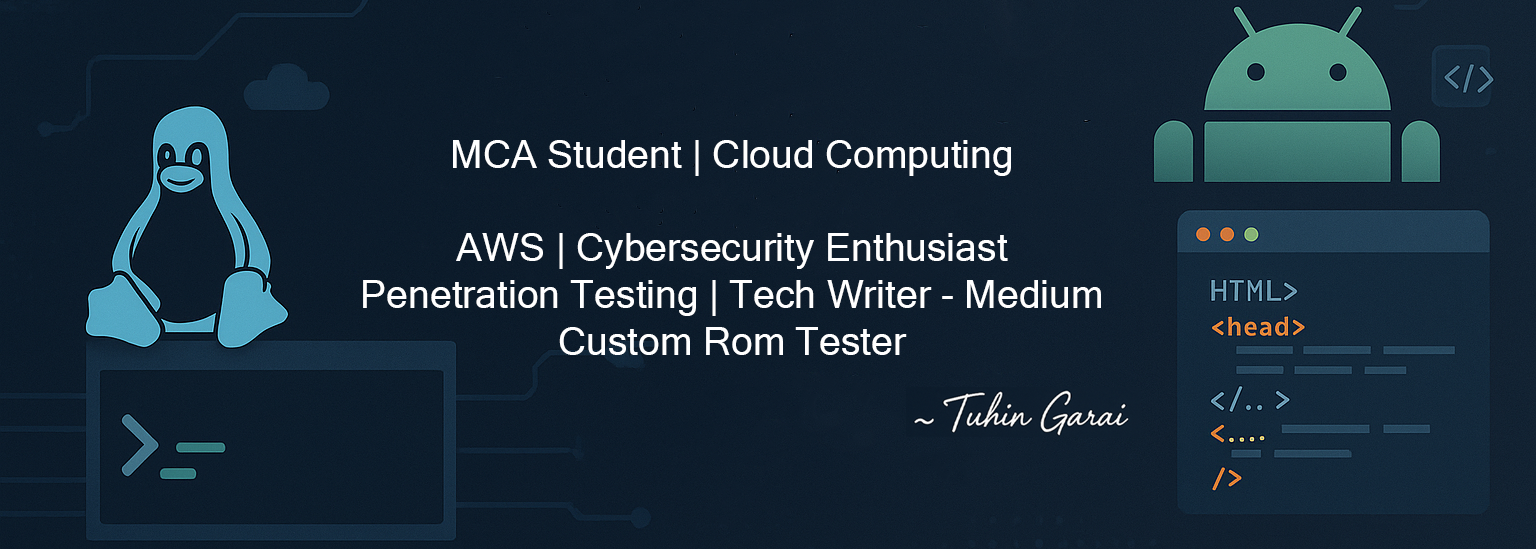 </>
MCA Student | Cloud Computing
AWS | Cybersecurity Enthusiast
Penetration Testing | Tech Writer - Medium
Custom Rom Tester
~ Tuhin Garai
HTML>
<head>
</.. >
<....
/>